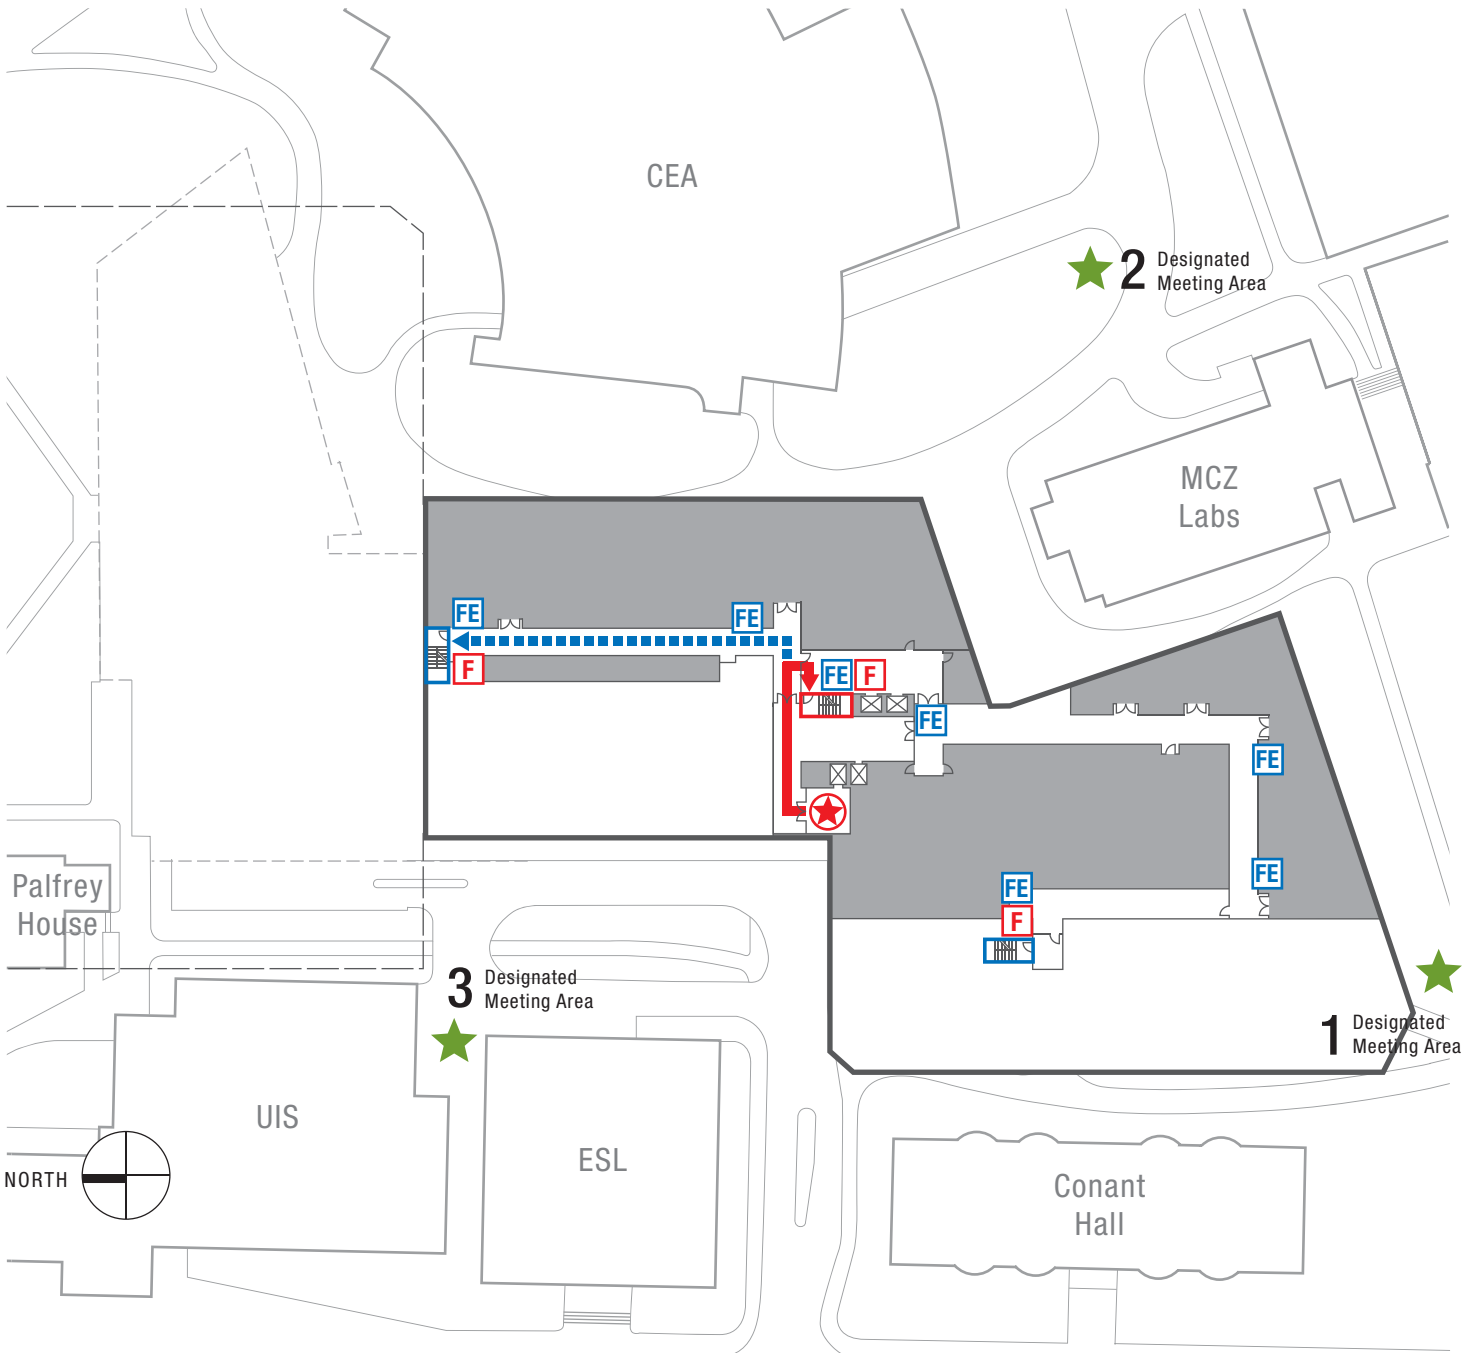 CEA
2 Designated
Meeting Area
MCZ
Labs
FE
FE
F
FE F
FE
FE
Palfrey
House
FE
FE
F
3 Designated
Meeting Area
1 Designated
Meeting Area
UIS
ESL
NORTH
Conant
Hall